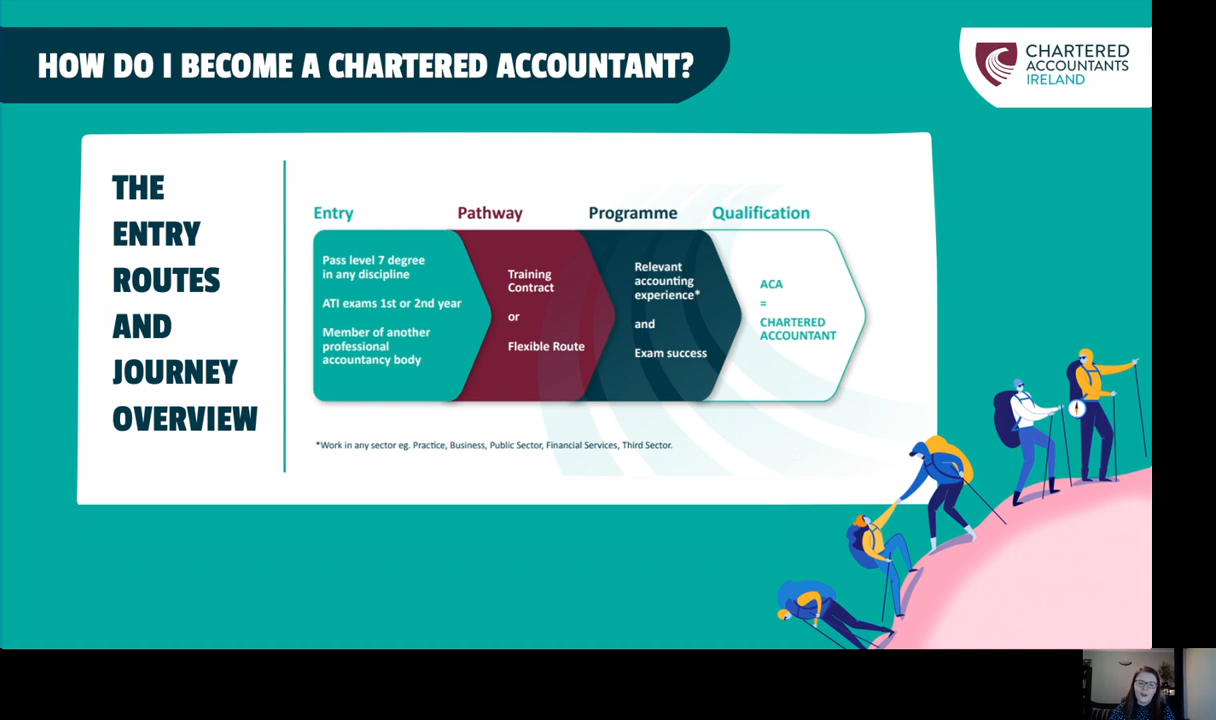 HOW DO I BECOME A CHARTERED ACCOUNTANT?
CHARTERED
ACCOUNTANTS
IRELAND
THE
ENTRY
ROUTES
AND
JOURNEY
OVERVIEW
Entry
Pass level 7 degree
in any discipline
ATI exams 1st or 2nd year
Member of another
professional
accountancy body
Pathway
Training
Contract
or
Flexible Route
Programme
Relevant
accounting
experience*
and
Exam success
Qualification
ACA
=
CHARTERED
ACCOUNTANT
*Work in any sector eg. Practice, Business, Public Sector, Financial Services, Third Sector.